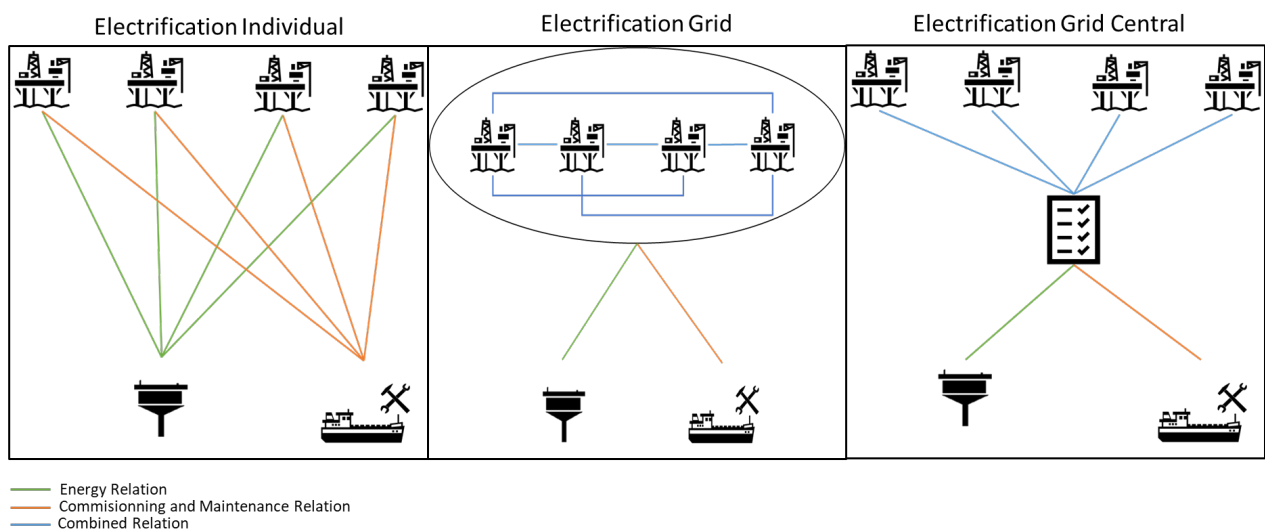 Electrification Individual
Electrification Grid
Electrification Grid Central
Energy Relation
Commisionning and Maintenance Relation
Combined Relation